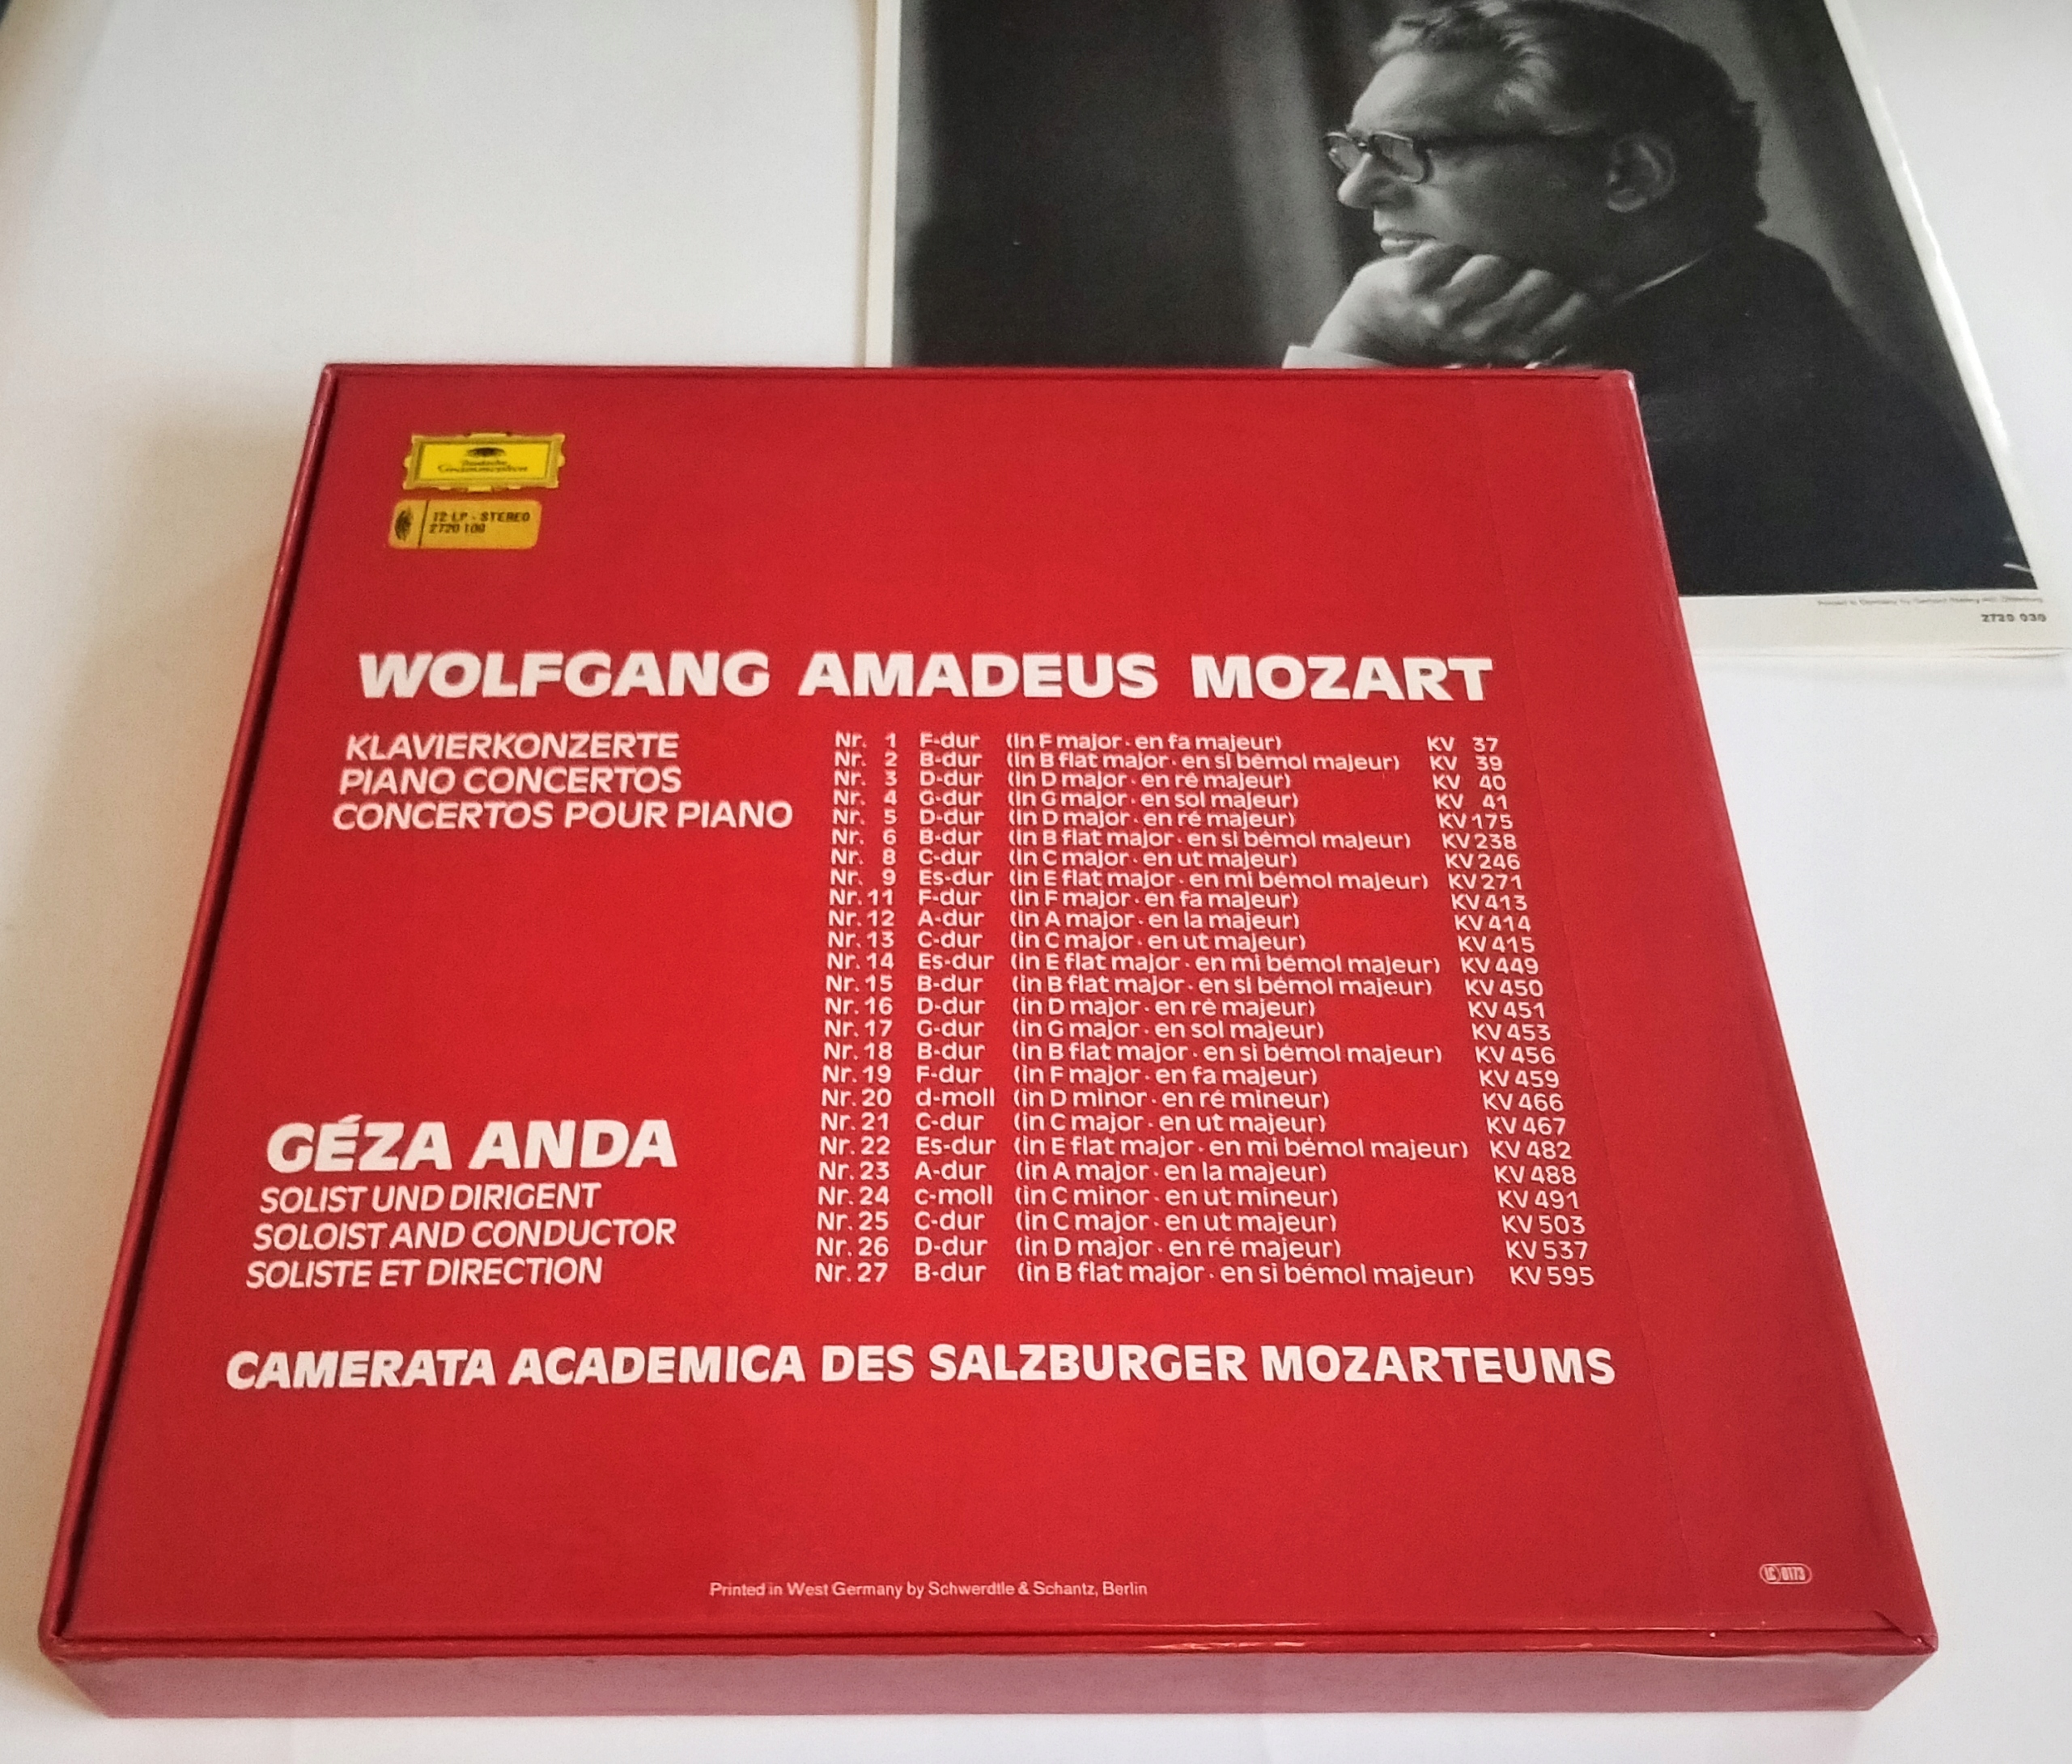 Deutsche
Grammophon
12 LP - STEREO
2720 100
Printed in Germany by Gerhard Stalling AG, Oldenburg
2720 030
WOLFGANG AMADEUS MOZART
KLAVIERKONZERTE
PIANO CONCERTOS
CONCERTOS POUR PIANO
Nr. 1 F-dur (in F major · en fa majeur) KV 37
Nr. 2 B-dur (in B flat major · en si bémol majeur) KV 39
Nr. 3 D-dur (in D major · en ré majeur) KV 40
Nr. 4 G-dur (in G major · en sol majeur) KV 41
Nr. 5 D-dur (in D major · en ré majeur) KV 175
Nr. 6 B-dur (in B flat major · en si bémol majeur) KV 238
Nr. 8 C-dur (in C major · en ut majeur) KV 246
Nr. 9 Es-dur (in E flat major · en mi bémol majeur) KV 271
Nr. 11 F-dur (in F major · en fa majeur) KV 413
Nr. 12 A-dur (in A major · en la majeur) KV 414
Nr. 13 C-dur (in C major · en ut majeur) KV 415
Nr. 14 Es-dur (in E flat major · en mi bémol majeur) KV 449
Nr. 15 B-dur (in B flat major · en si bémol majeur) KV 450
Nr. 16 D-dur (in D major · en ré majeur) KV 451
Nr. 17 G-dur (in G major · en sol majeur) KV 453
Nr. 18 B-dur (in B flat major · en si bémol majeur) KV 456
Nr. 19 F-dur (in F major · en fa majeur) KV 459
Nr. 20 d-moll (in D minor · en ré mineur) KV 466
Nr. 21 C-dur (in C major · en ut majeur) KV 467
Nr. 22 Es-dur (in E flat major · en mi bémol majeur) KV 482
Nr. 23 A-dur (in A major · en la majeur) KV 488
Nr. 24 c-moll (in C minor · en ut mineur) KV 491
Nr. 25 C-dur (in C major · en ut majeur) KV 503
Nr. 26 D-dur (in D major · en ré majeur) KV 537
Nr. 27 B-dur (in B flat major · en si bémol majeur) KV 595
GÉZA ANDA
SOLIST UND DIRIGENT
SOLOIST AND CONDUCTOR
SOLISTE ET DIRECTION
CAMERATA ACADEMICA DES SALZBURGER MOZARTEUMS
Printed in West Germany by Schwerdtle & Schantz, Berlin
LC 0173